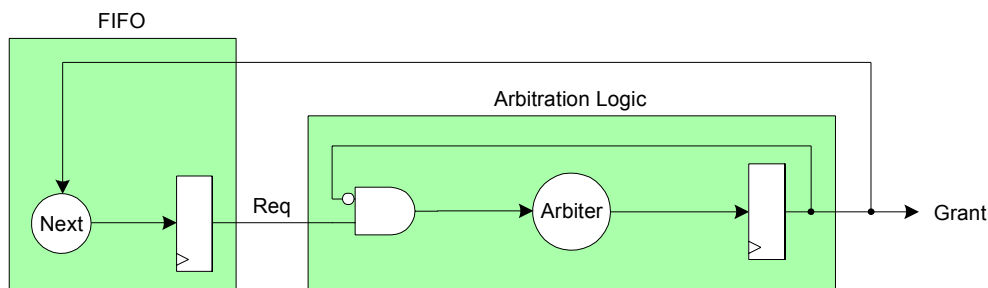 FIFO
Arbitration Logic
Next
Req
Arbiter
Grant